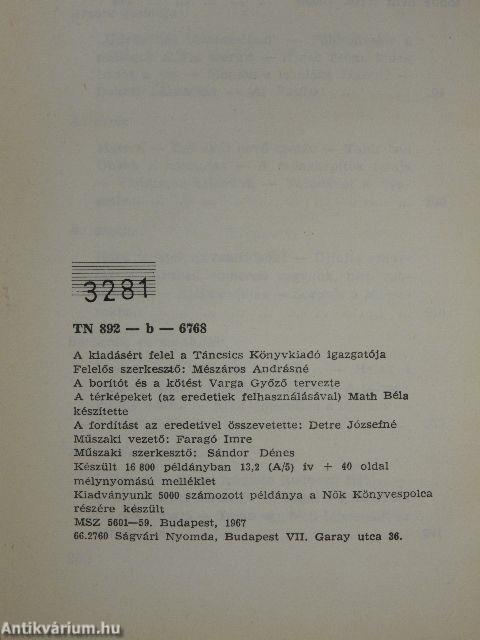 3281
TN 892 — b — 6768
A kiadásért felel a Táncsics Könyvkiadó igazgatója
Felelős szerkesztő: Mészáros Andrásné
A borítót és a kötést Varga Győző tervezte
A térképeket (az eredetiek felhasználásával) Math Béla
készítette
A fordítást az eredetivel összevetette: Detre Józsefné
Műszaki vezető: Faragó Imre
Műszaki szerkesztő: Sándor Dénes
Készült 16 800 példányban 13,2 (A/5) ív + 40 oldal
mélynyomású melléklet
Kiadványunk 5000 számozott példánya a Nők Könyvespolca
részére készült
MSZ 5601—59. Budapest, 1967
66.2760 Ságvári Nyomda, Budapest VII. Garay utca 36.
Antikvárium.hu